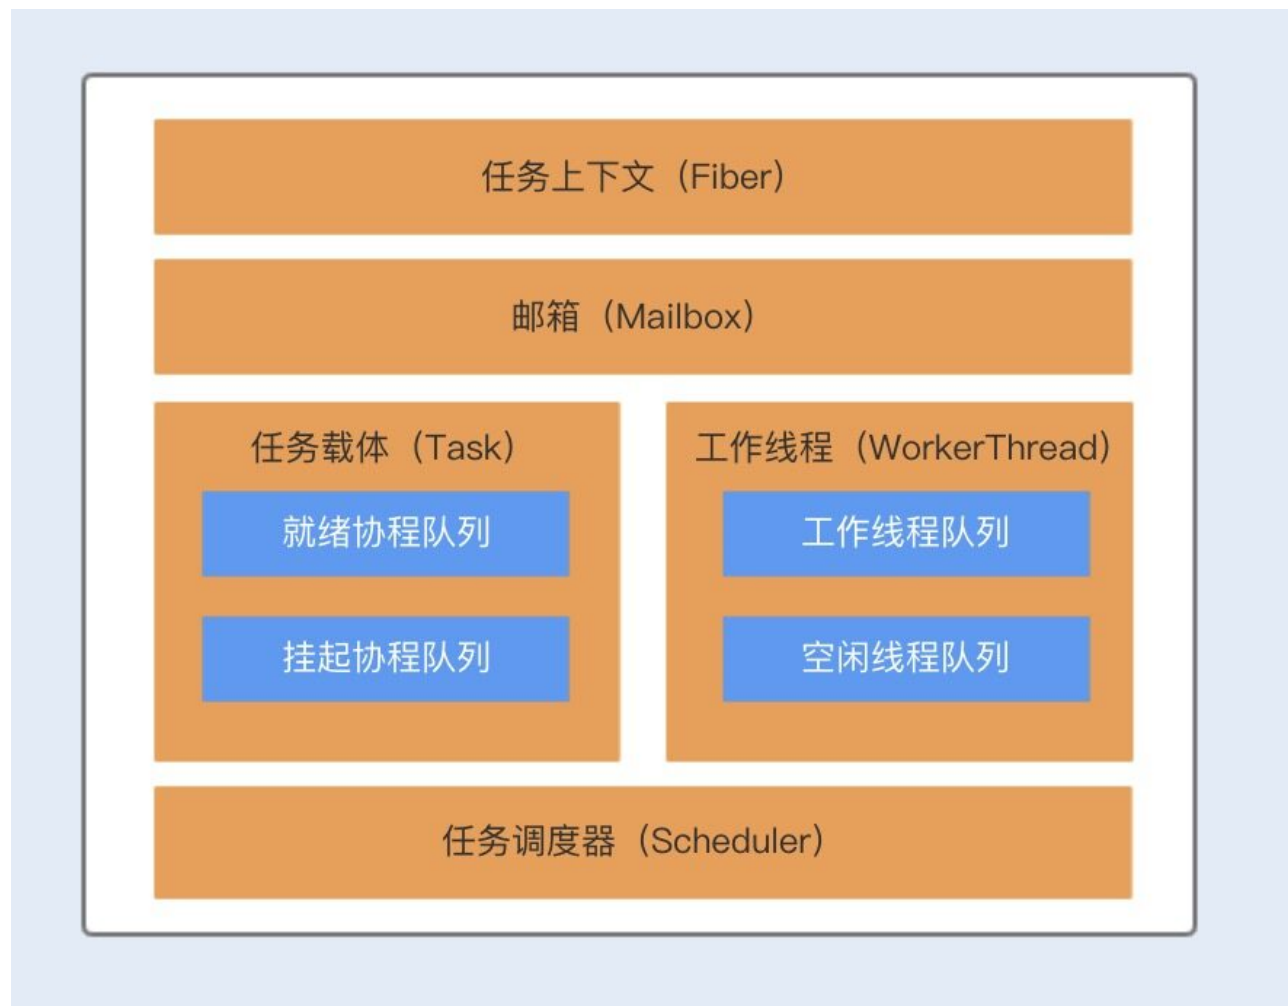 任务上下文（Fiber）
邮箱（Mailbox）
任务载体（Task）
就绪协程队列
挂起协程队列
工作线程（WorkerThread）
工作线程队列
空闲线程队列
任务调度器（Scheduler）